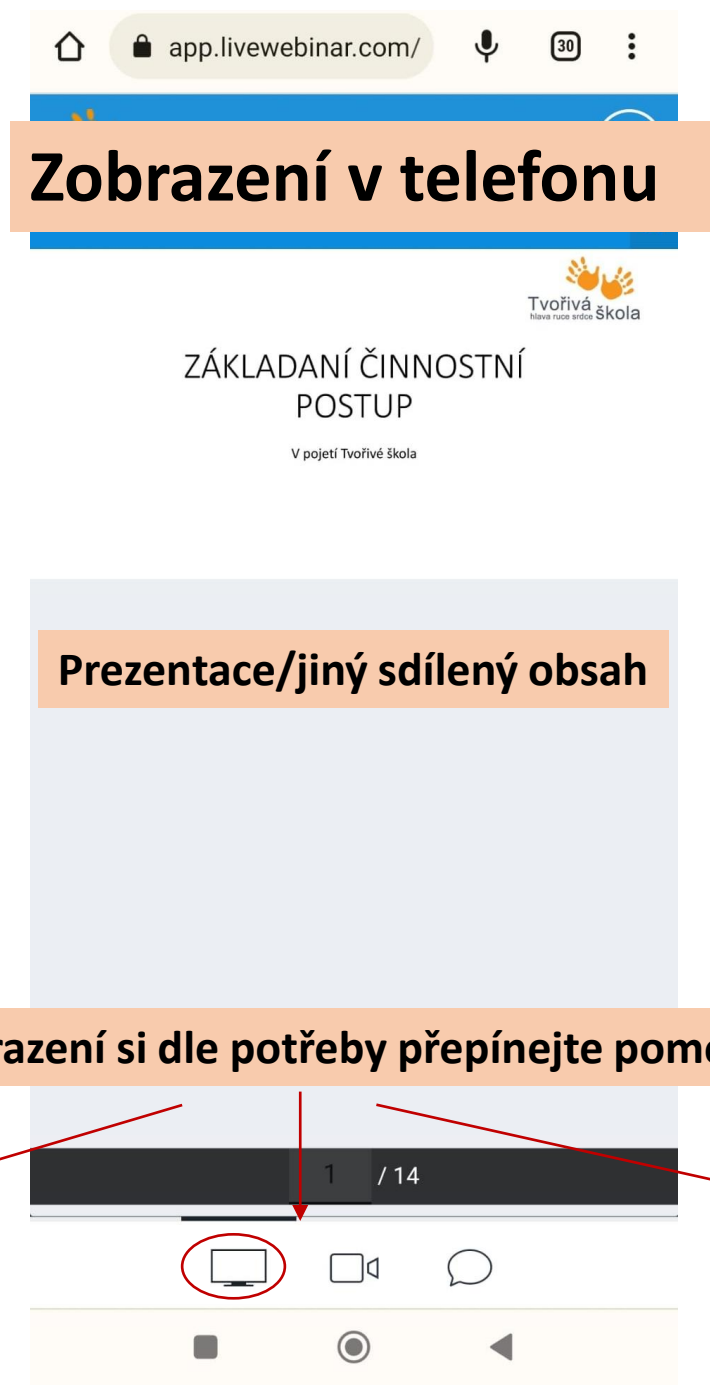 app.livewebinar.com/
30
Zobrazení v telefonu
Tvořivá
hlava ruce srdce škola
ZÁKLADANÍ ČINNOSTNÍ
POSTUP
V pojetí Tvořivé škola
Prezentace/jiný sdílený obsah
razení si dle potřeby přepínejte pom
1 / 14